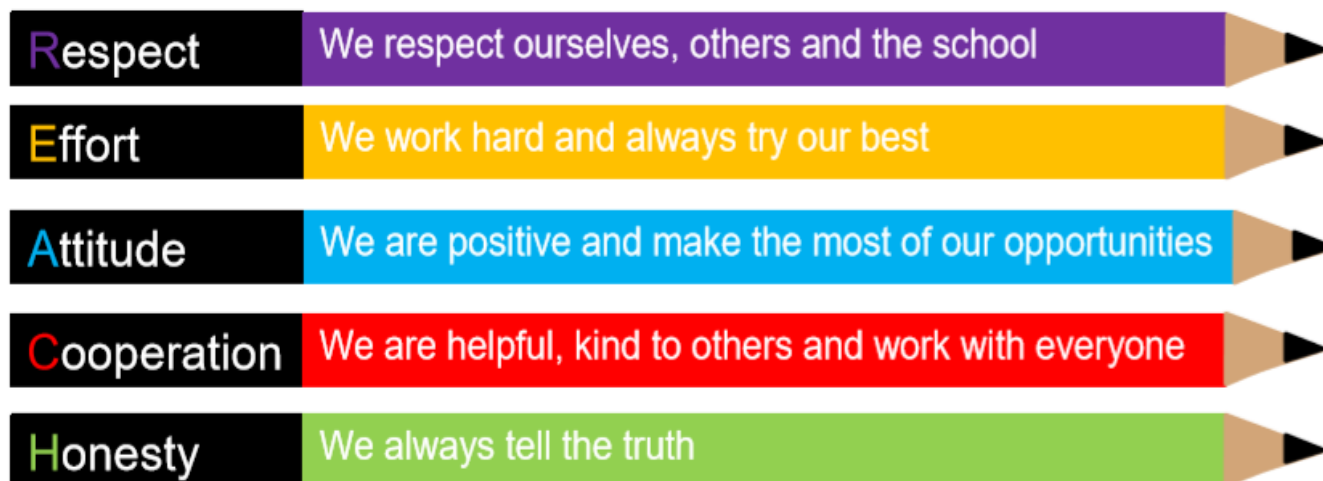 Respect We respect ourselves, others and the school
Effort We work hard and always try our best
Attitude We are positive and make the most of our opportunities
Cooperation We are helpful, kind to others and work with everyone
Honesty We always tell the truth